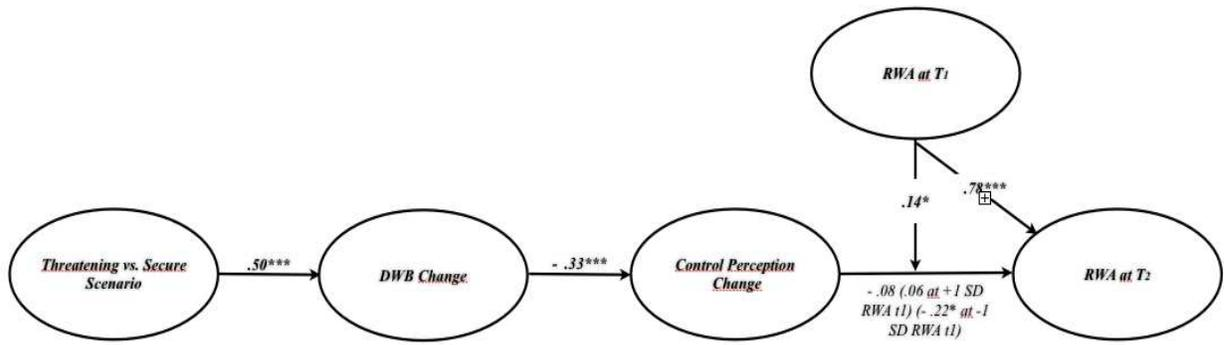 RWA at T1
.78***
.14*
Threatening vs. Secure
Scenario
.50***
DWB Change
- .33***
Control Perception
Change
RWA at T2
- .08 (.06 at +1 SD
RWA t1) (- .22* at -1
SD RWA t1)